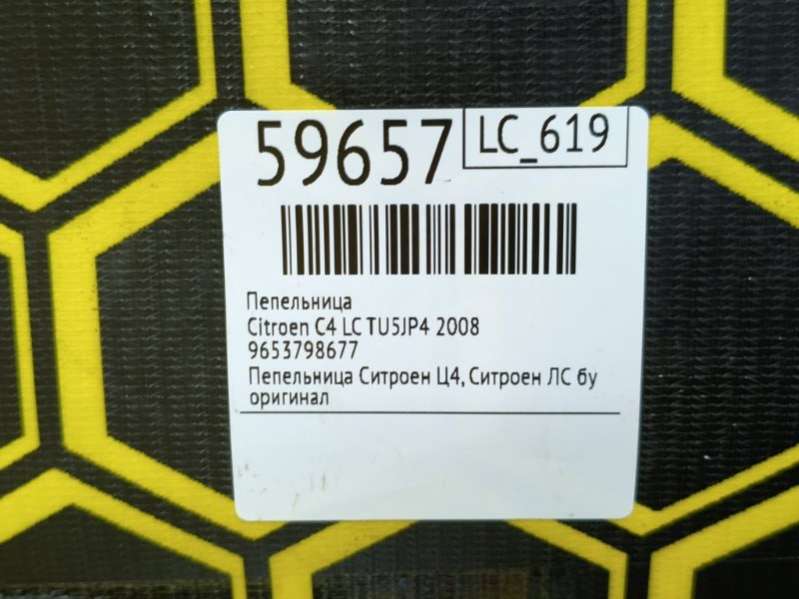 59657
LC_619
Пепельница
Citroen C4 LC TU5JP4 2008
9653798677
Пепельница Ситроен Ц4, Ситроен ЛС бу
оригинал